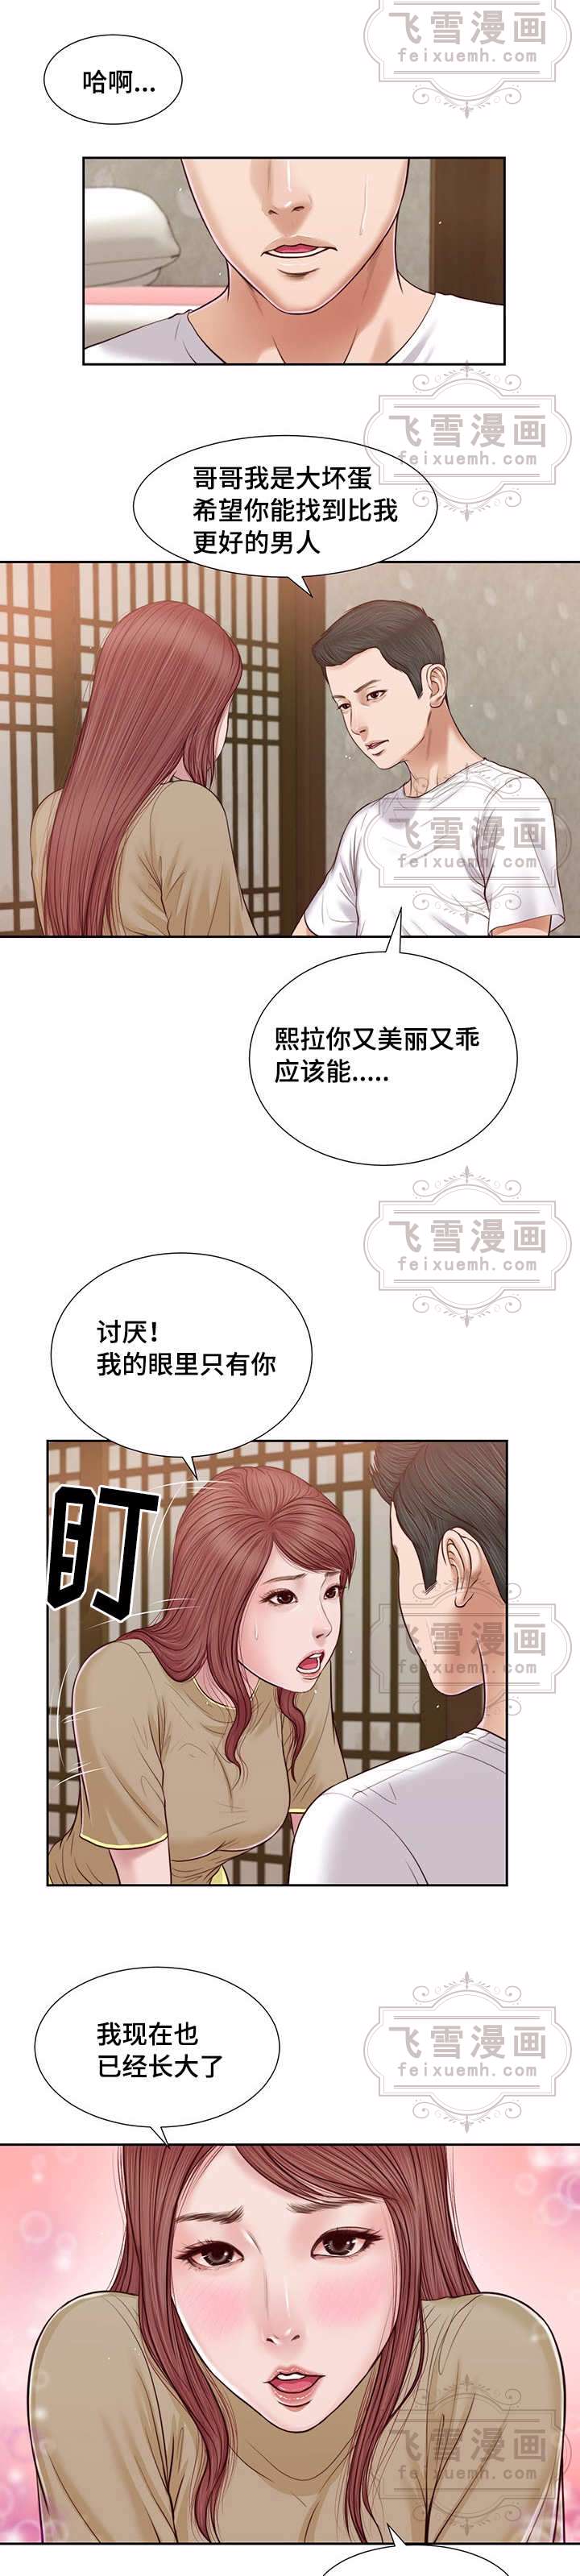 飞雪漫画
feixuemh.com
哈啊...
飞雪漫画
feixuemh.com
哥哥我是大坏蛋
希望你能找到比我
更好的男人
飞雪漫画
feixuemh.com
熙拉你又美丽又乖
应该能.....
飞雪漫画
feixuemh.com
讨厌!
我的眼里只有你
盯
飞雪漫画
feixuemh.com
飞雪漫画
feixuemh.com
我现在也
已经长大了
飞雪漫画
feixuemh.com